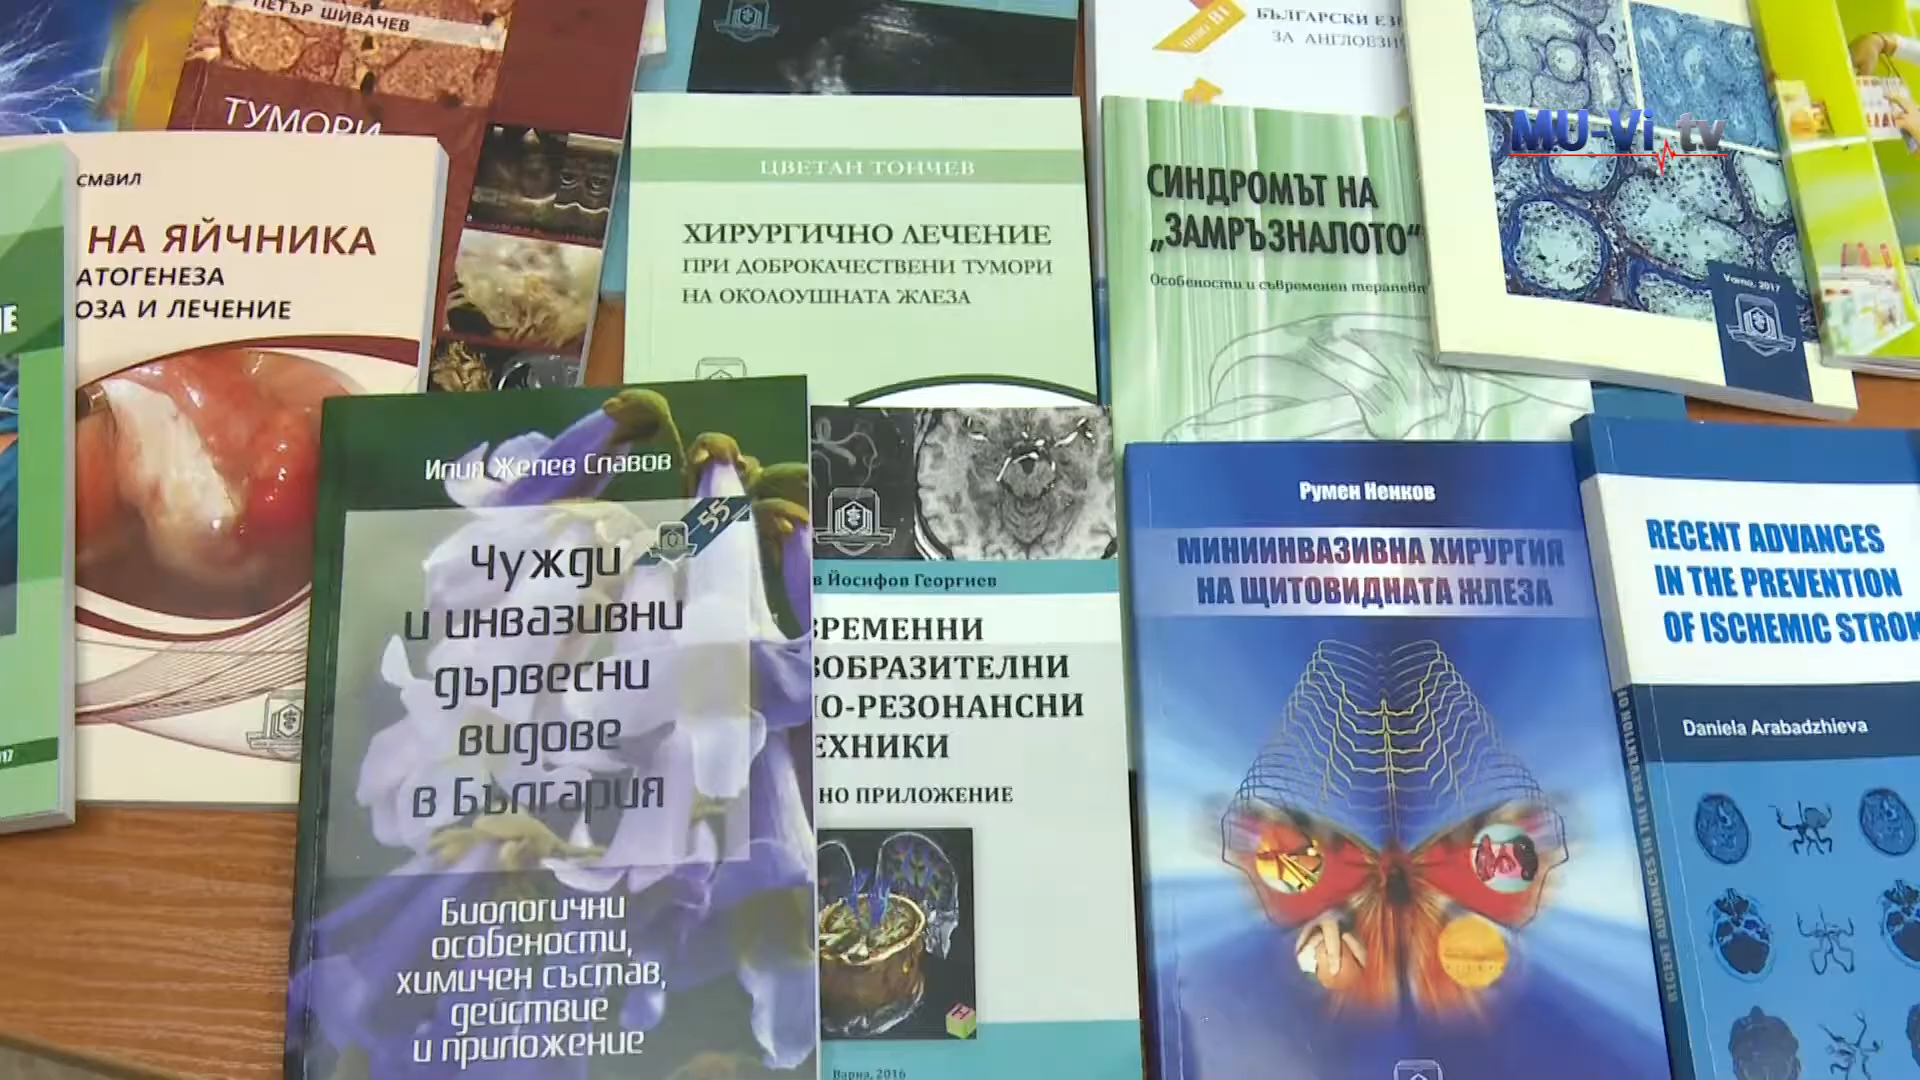 ПЕТЪР ШИВАЧЕВ
ТУМОРИ
БЪЛГАРСКИ
ЗА
MU-Vi.tv
смаил
НА ЯЙЧНИКА
АТОГЕНЕЗА
ОЗА И ЛЕЧЕНИЕ
ЦВЕТАН ТОНЧЕВ
ХИРУРГИЧНО ЛЕЧЕНИЕ
ПРИ ДОБРОКАЧЕСТВЕНИ ТУМОРИ
НА ОКОЛОУШНАТА ЖЛЕЗА
СИНДРОМЪТ НА
„ЗАМРЪЗНАЛОТО“
Особености и съвременен терапевт
Varna, 2017
Илия Желев Славов
55
Чужди
и инвазивни
дървесни
видове
в България
Биологични
особености,
химичен състав,
действие
и приложение
в Йосифов Георгиев
ВРЕМЕННИ
ЗОБРАЗИТЕЛНИ
НО-РЕЗОНАНСНИ
ЕХНИКИ
НО ПРИЛОЖЕНИЕ
Варна, 2016
Румен Ненков
МИНИИНВАЗИВНА ХИРУРГИЯ
НА ЩИТОВИДНАТА ЖЛЕЗА
RECENT ADVANCES
IN THE PREVENTION
OF ISCHEMIC STROK
Daniela Arabadzhieva
RECENT ADVANCES IN THE PREVENTION OF